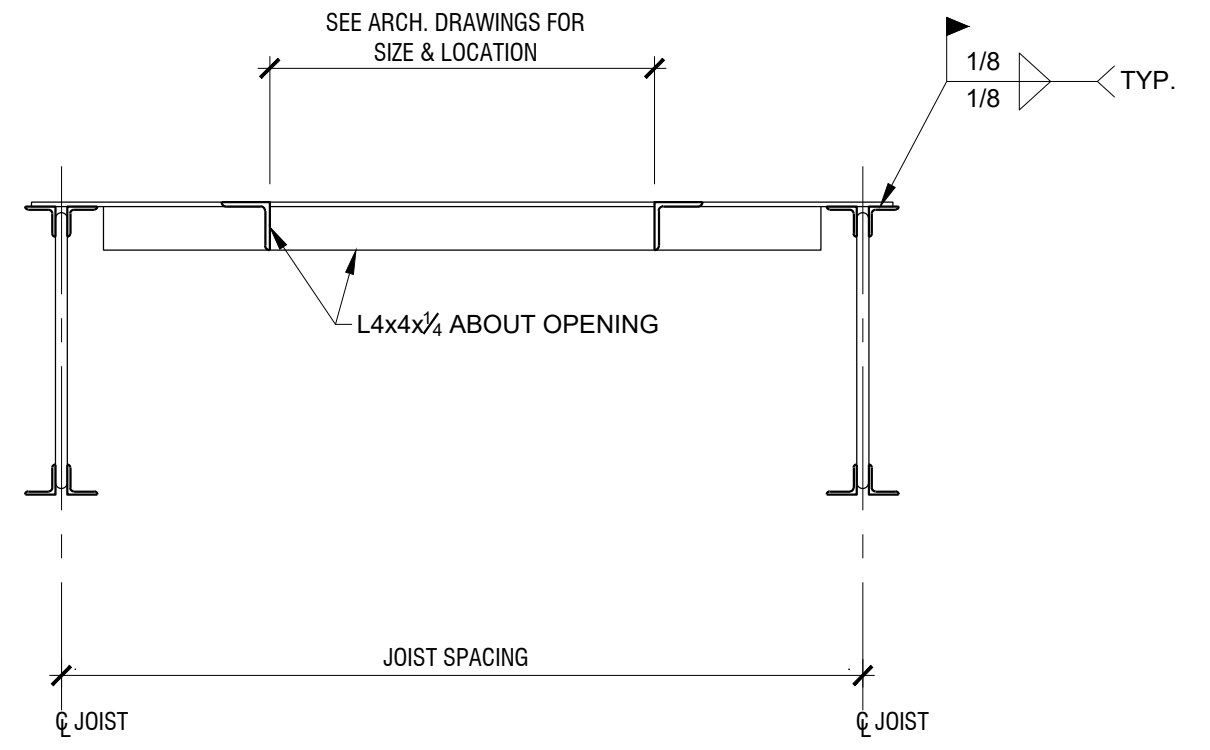 SEE ARCH. DRAWINGS FOR
SIZE & LOCATION
1/8
1/8
TYP.
L4x4x¼ ABOUT OPENING
JOIST SPACING
℄ JOIST
℄ JOIST